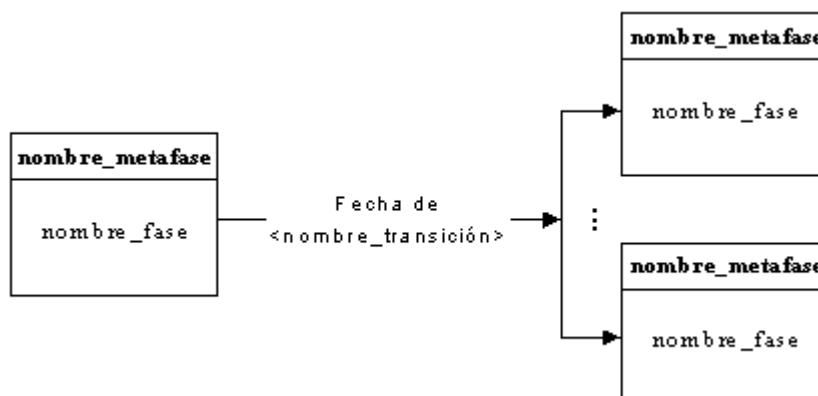 nombre_metafase
nombre_fase
nombre_metafase
nombre_fase
Fecha de
<nombre_transición>
⋮
nombre_metafase
nombre_fase